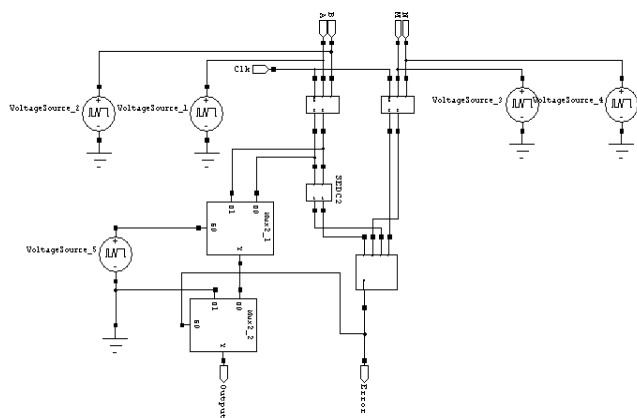 A
B
M
N
Clk
VoltageSource_2
VoltageSource_1
VoltageSource_3
VoltageSource_4
SEDC2
D1
D0
Mux2_1
S0
Y
VoltageSource_5
D1
D0
Mux2_2
S0
Y
Output
Error